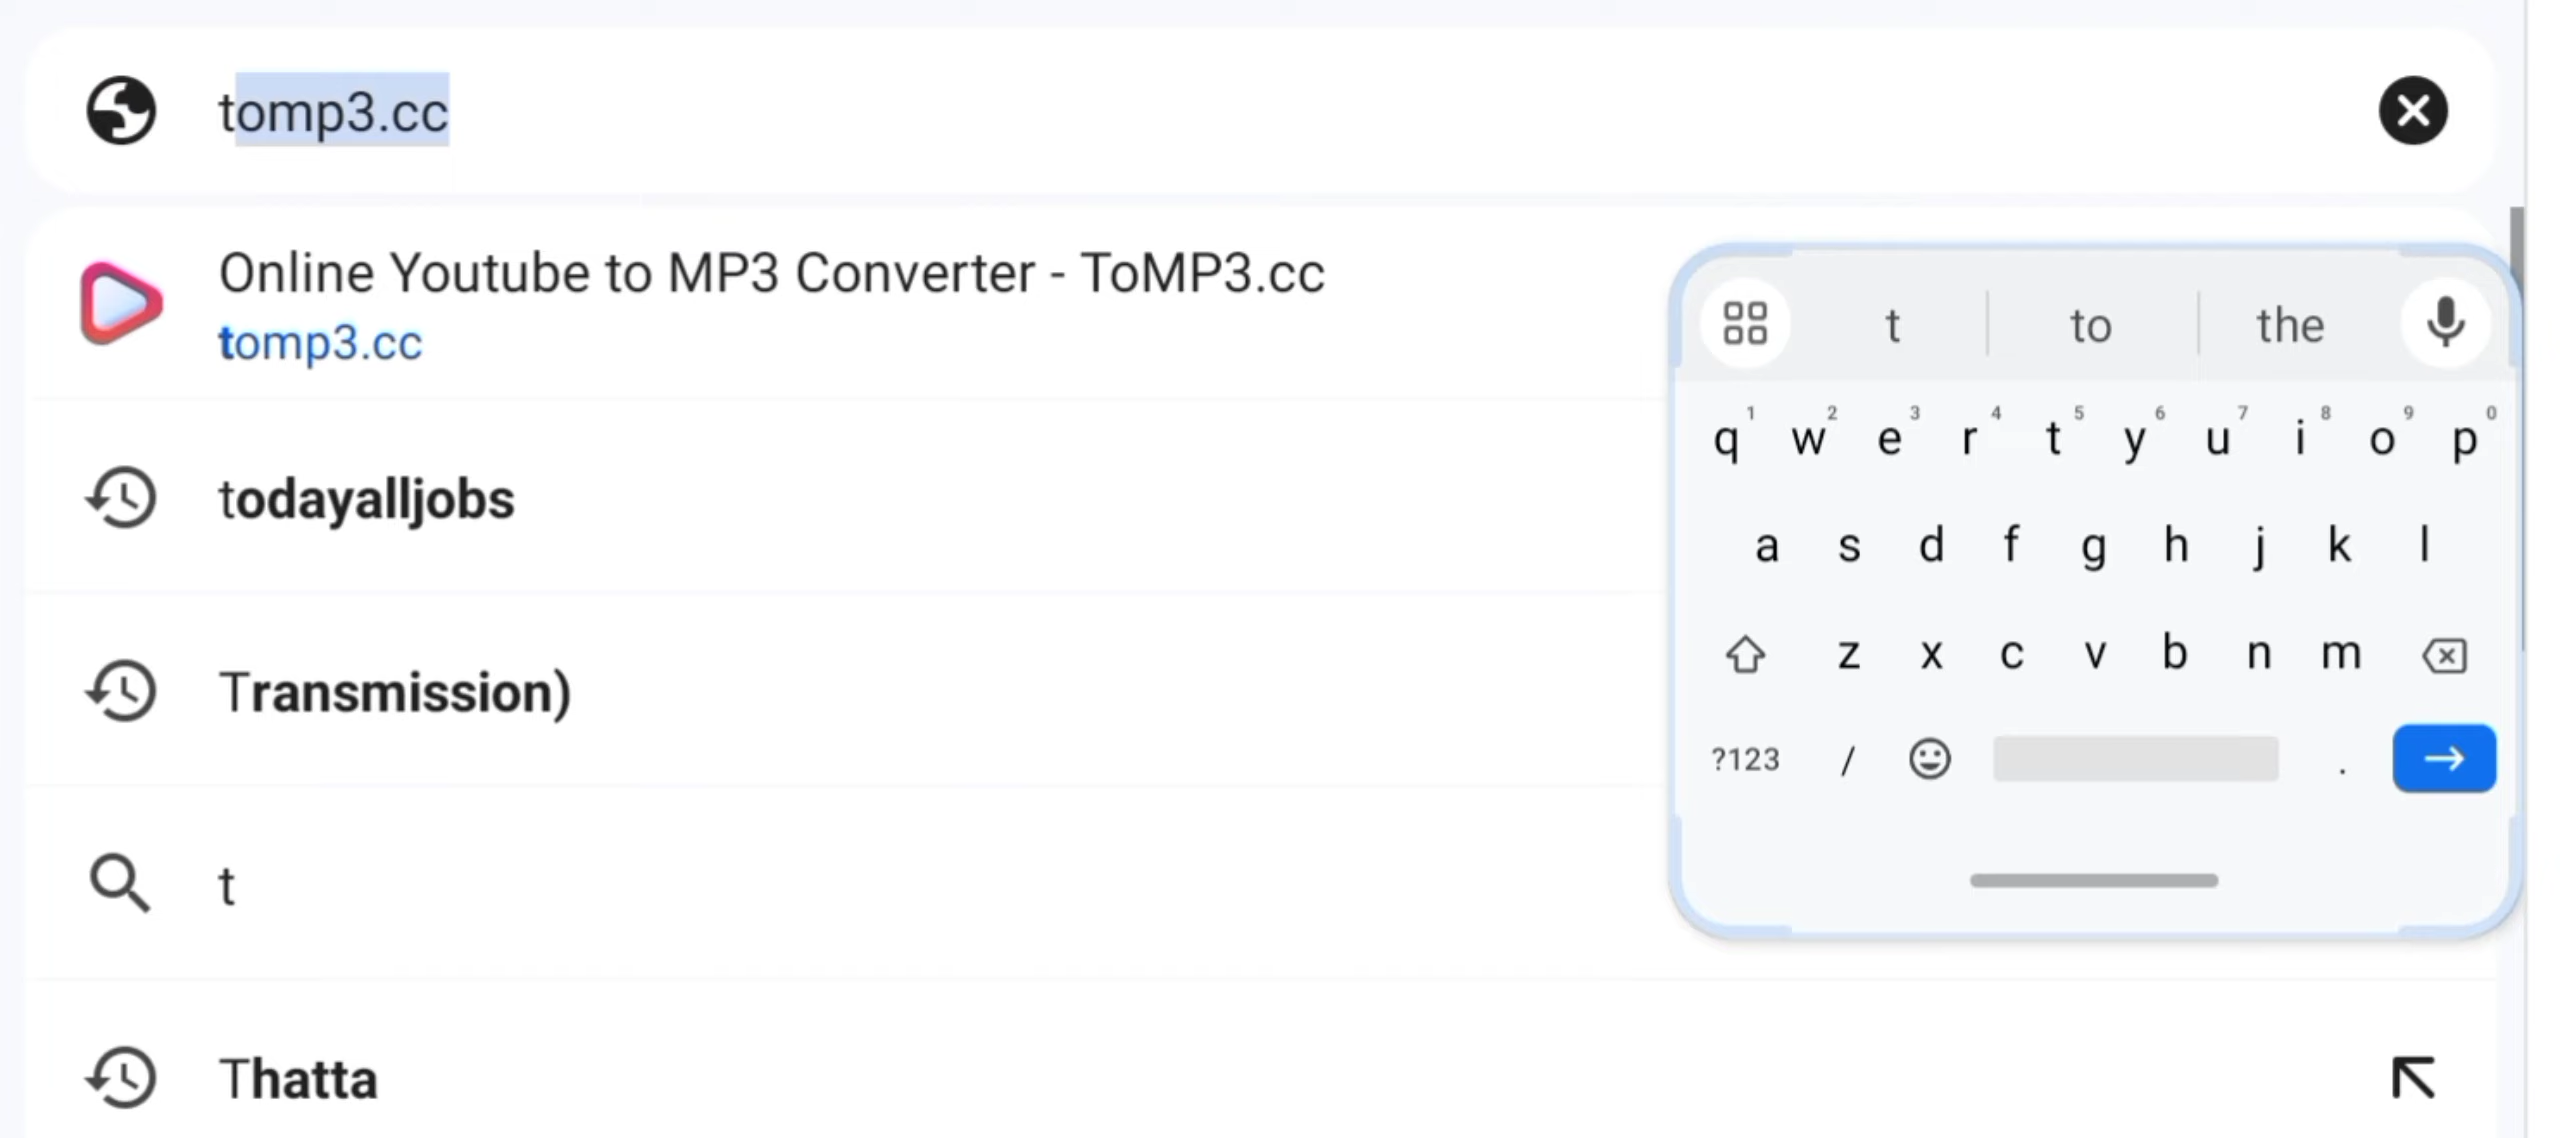 tomp3.cc
Online Youtube to MP3 Converter - ToMP3.cc
tomp3.cc
todayalljobs
Transmission)
t
Thatta
t to the
1 2 3 4 5 6 7 8 9 0
q w e r t y u i o p
a s d f g h j k l
z x c v b n m
?123 / .